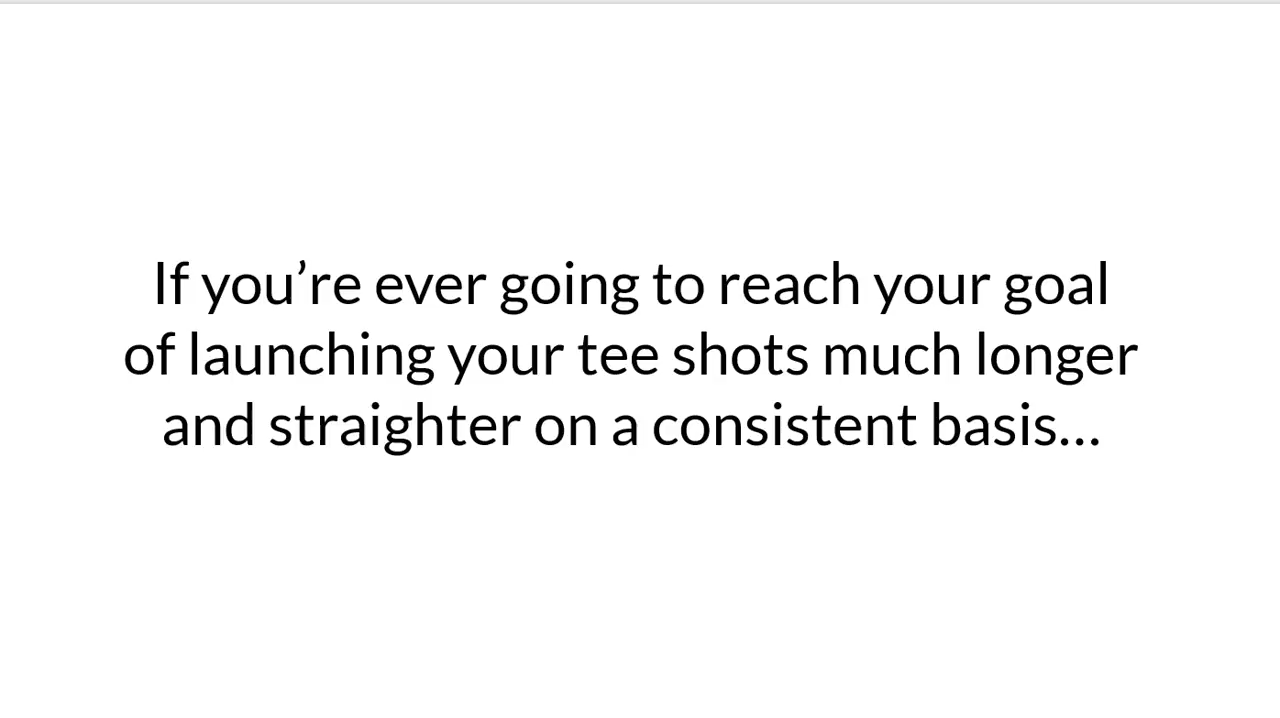 If you’re ever going to reach your goal
of launching your tee shots much longer
and straighter on a consistent basis...